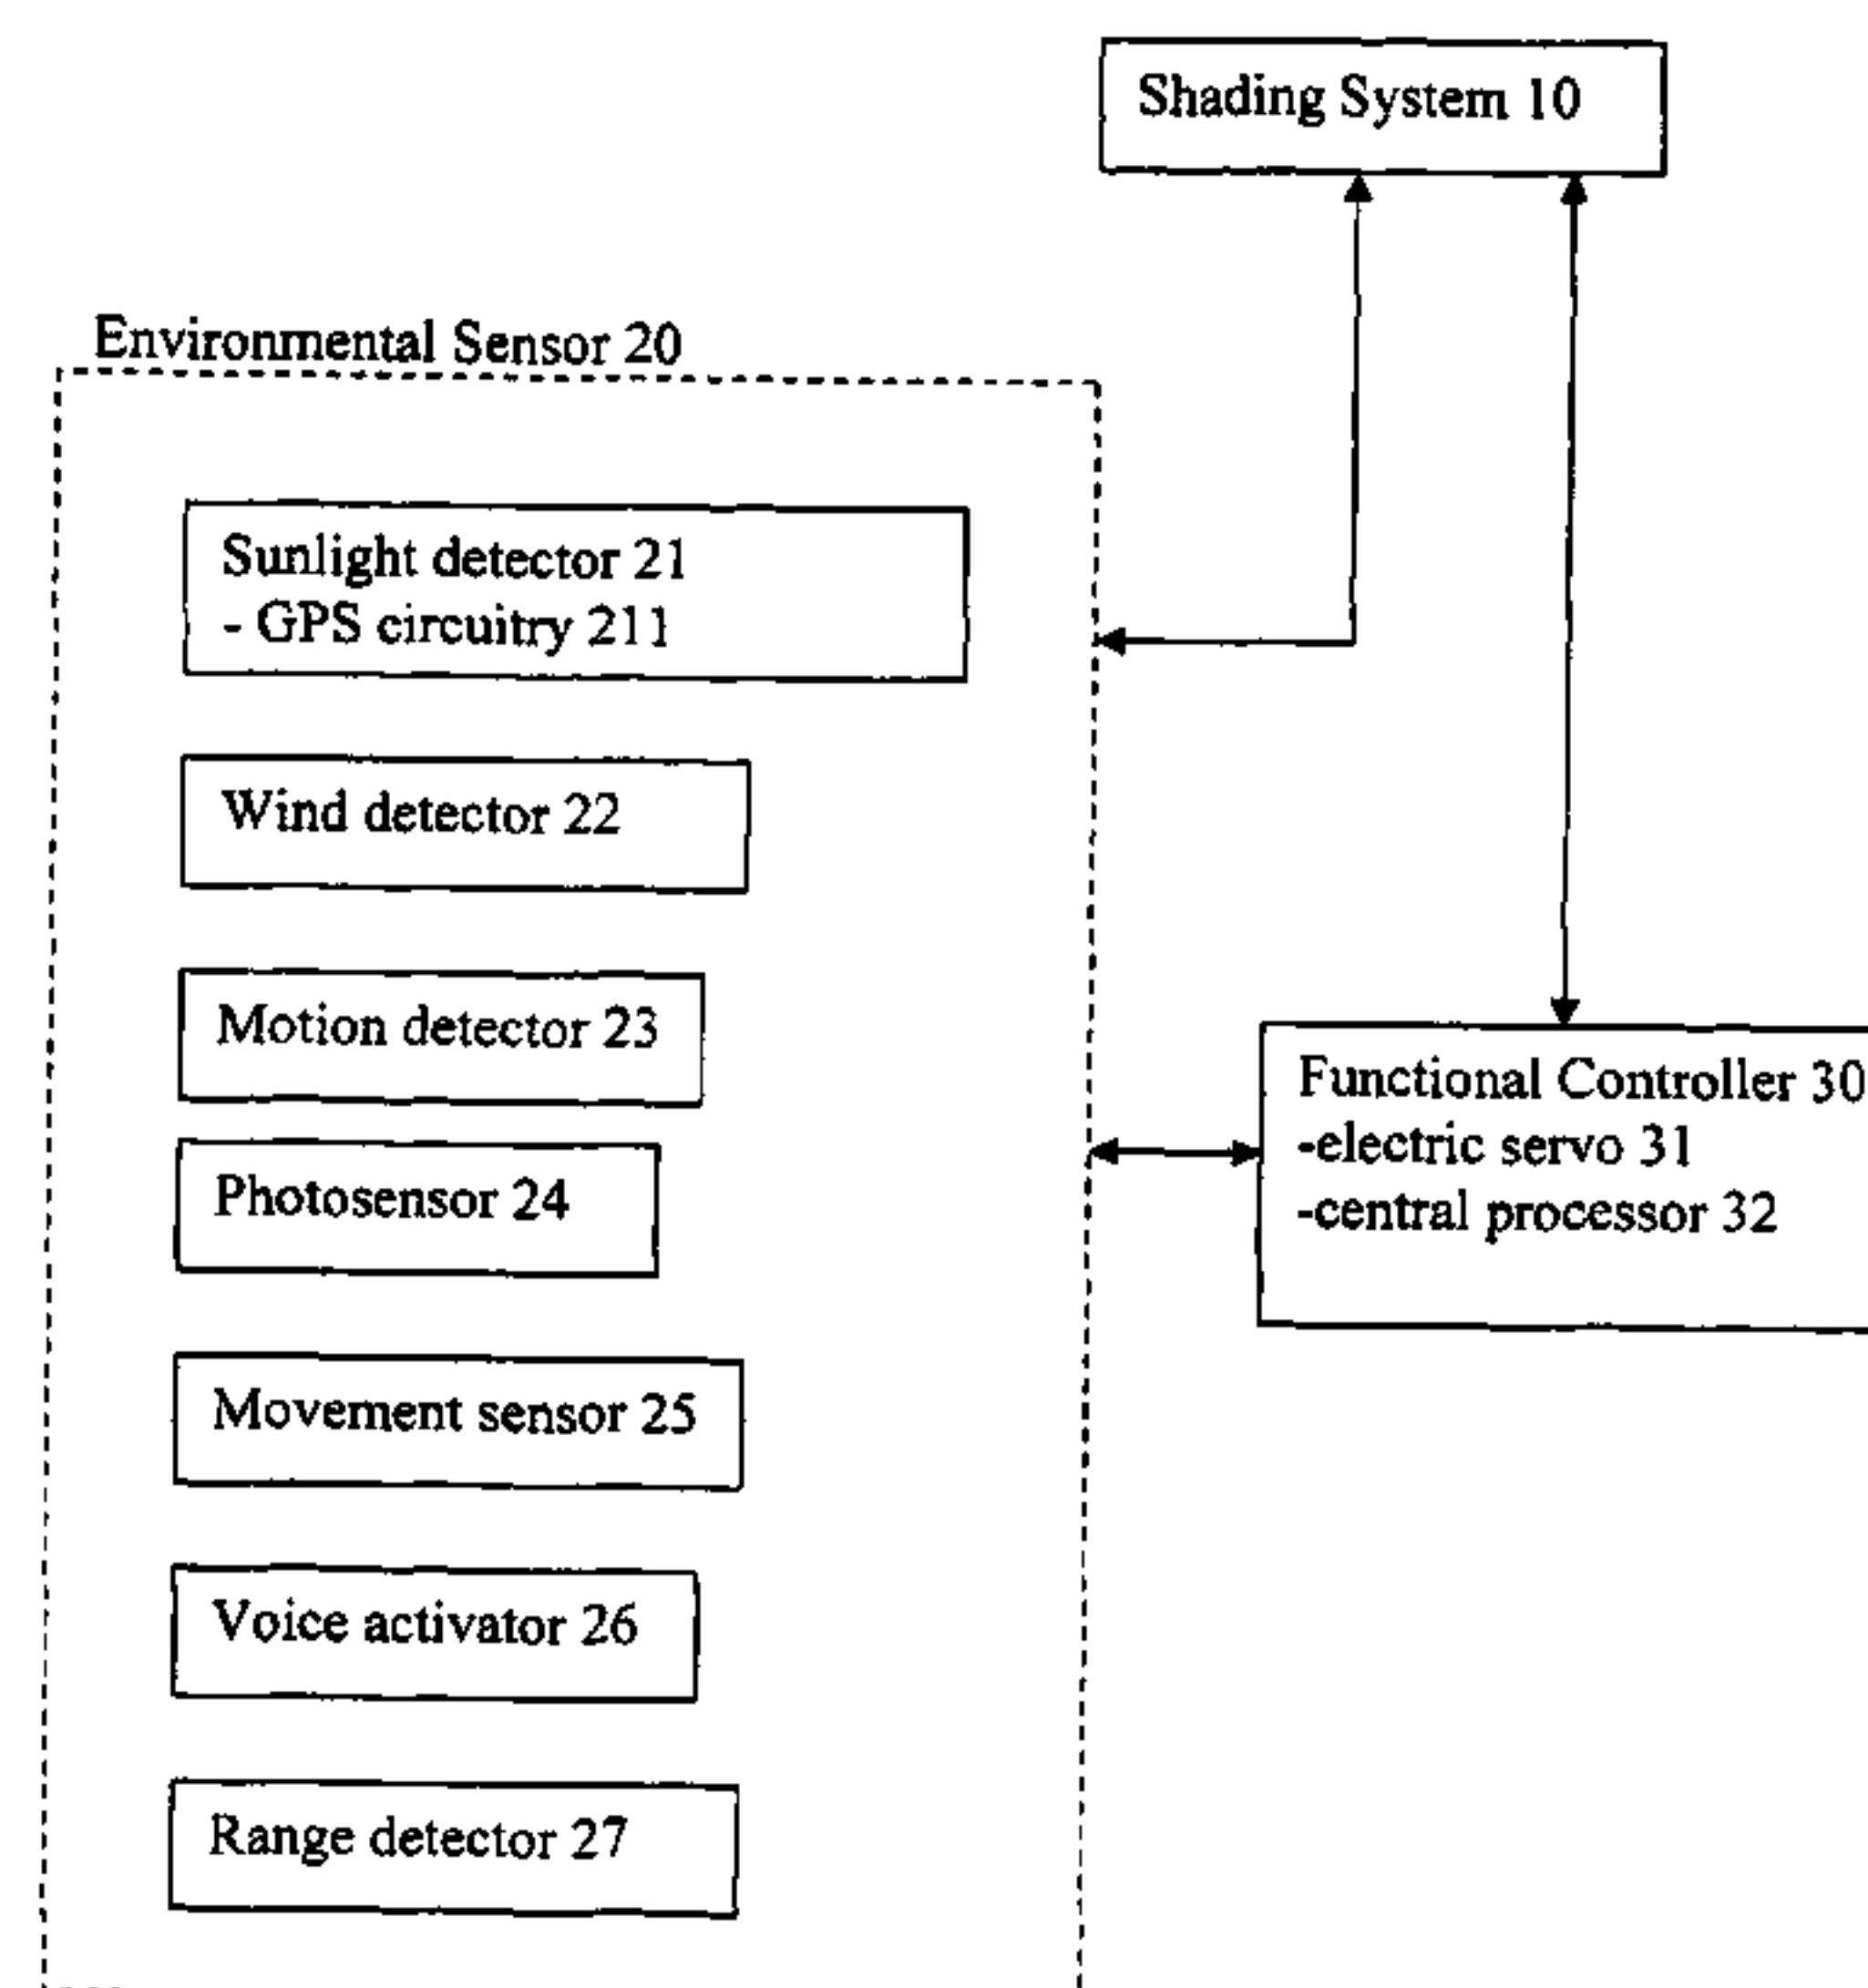 Shading System 10
Environmental Sensor 20
Sunlight detector 21
- GPS circuitry 211
Wind detector 22
Motion detector 23
Photosensor 24
Movement sensor 25
Voice activator 26
Range detector 27
Functional Controller 30
-electric servo 31
-central processor 32